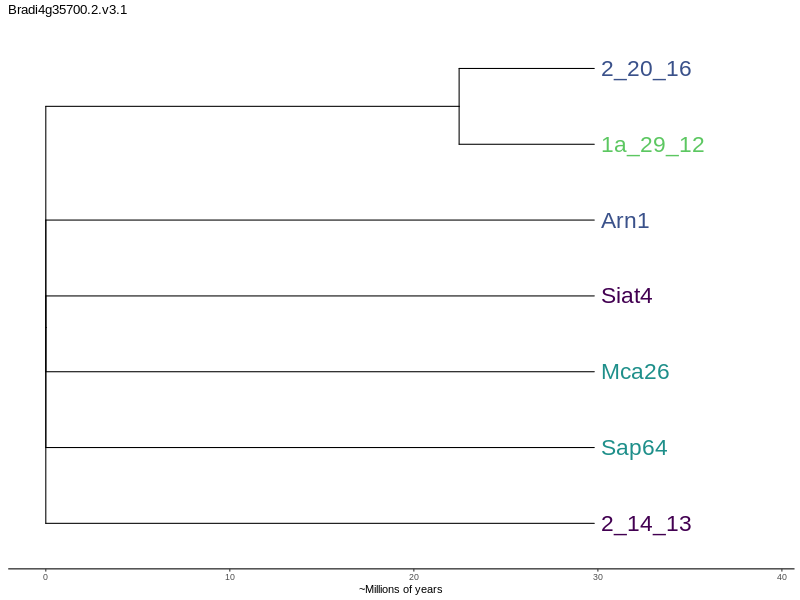 Bradi4g35700.2.v3.1
2_20_16
1a_29_12
Arn1
Siat4
Mca26
Sap64
2_14_13
0 10 20 30 40
~Millions of years